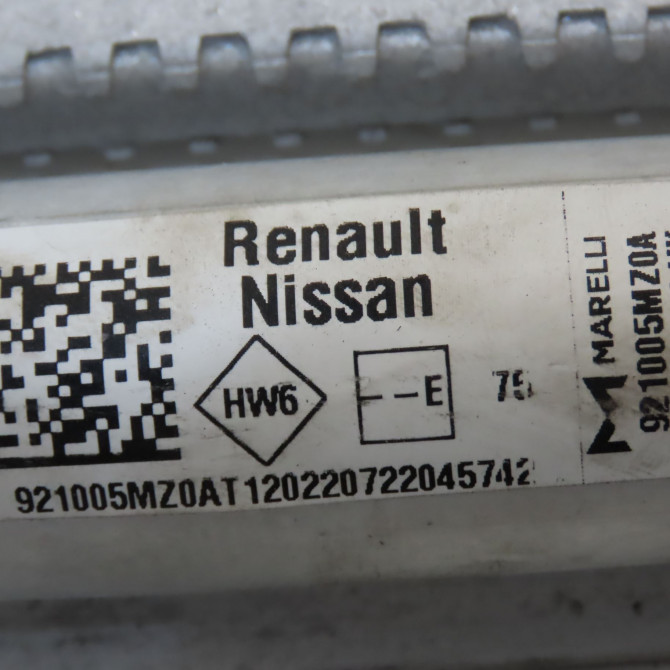 Renault
Nissan
HW6
--E
75
921005MZ0AT120220722045742
MARELLI
921005MZ0A